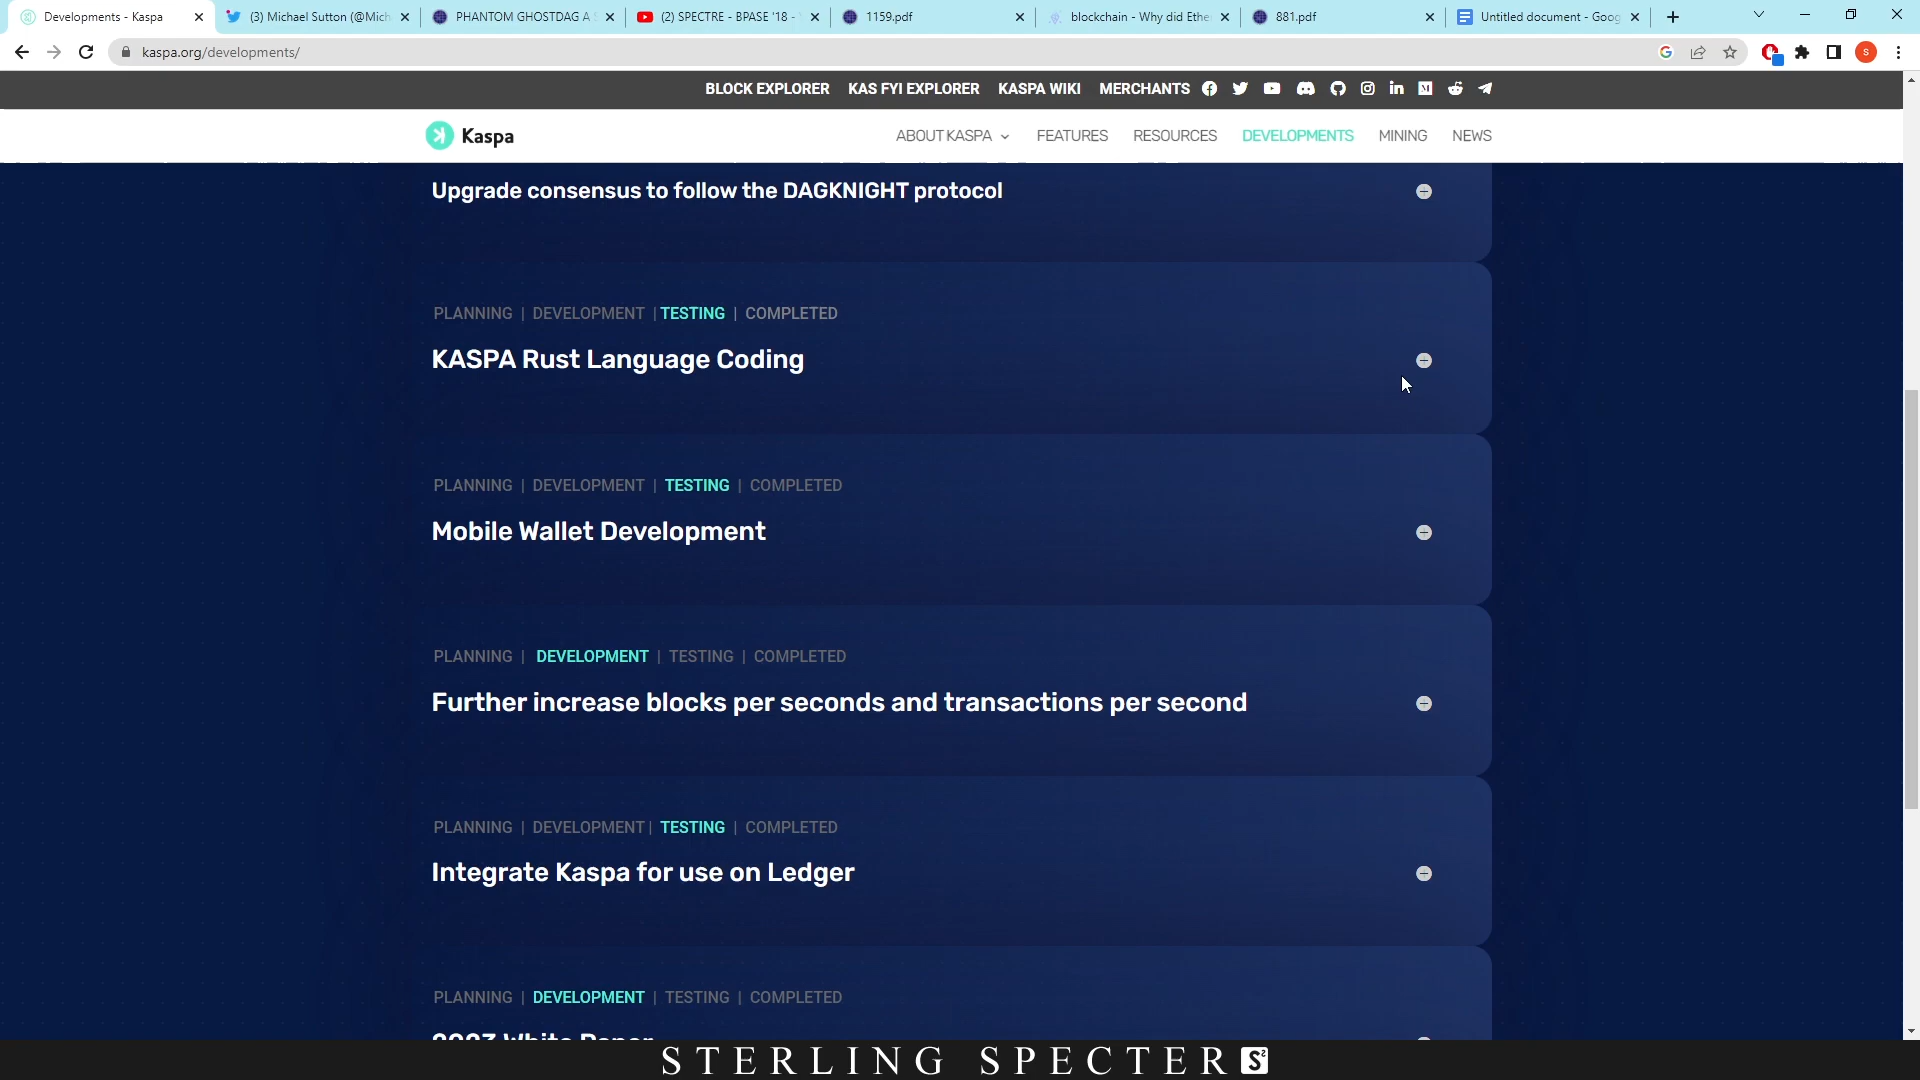 Developments - Kaspa
(3) Michael Sutton (@Mich
PHANTOM GHOSTDAG A S
(2) SPECTRE - BPASE '18 -
1159.pdf
blockchain - Why did Ethe
881.pdf
Untitled document - Goog
kaspa.org/developments/
S
BLOCK EXPLORER KAS FYI EXPLORER KASPA WIKI MERCHANTS
Kaspa
ABOUT KASPA FEATURES RESOURCES DEVELOPMENTS MINING NEWS
Upgrade consensus to follow the DAGKNIGHT protocol
PLANNING | DEVELOPMENT | TESTING | COMPLETED
KASPA Rust Language Coding
PLANNING | DEVELOPMENT | TESTING | COMPLETED
Mobile Wallet Development
PLANNING | DEVELOPMENT | TESTING | COMPLETED
Further increase blocks per seconds and transactions per second
PLANNING | DEVELOPMENT | TESTING | COMPLETED
Integrate Kaspa for use on Ledger
PLANNING | DEVELOPMENT | TESTING | COMPLETED
2023 White Paper
STERLING SPECTER S²